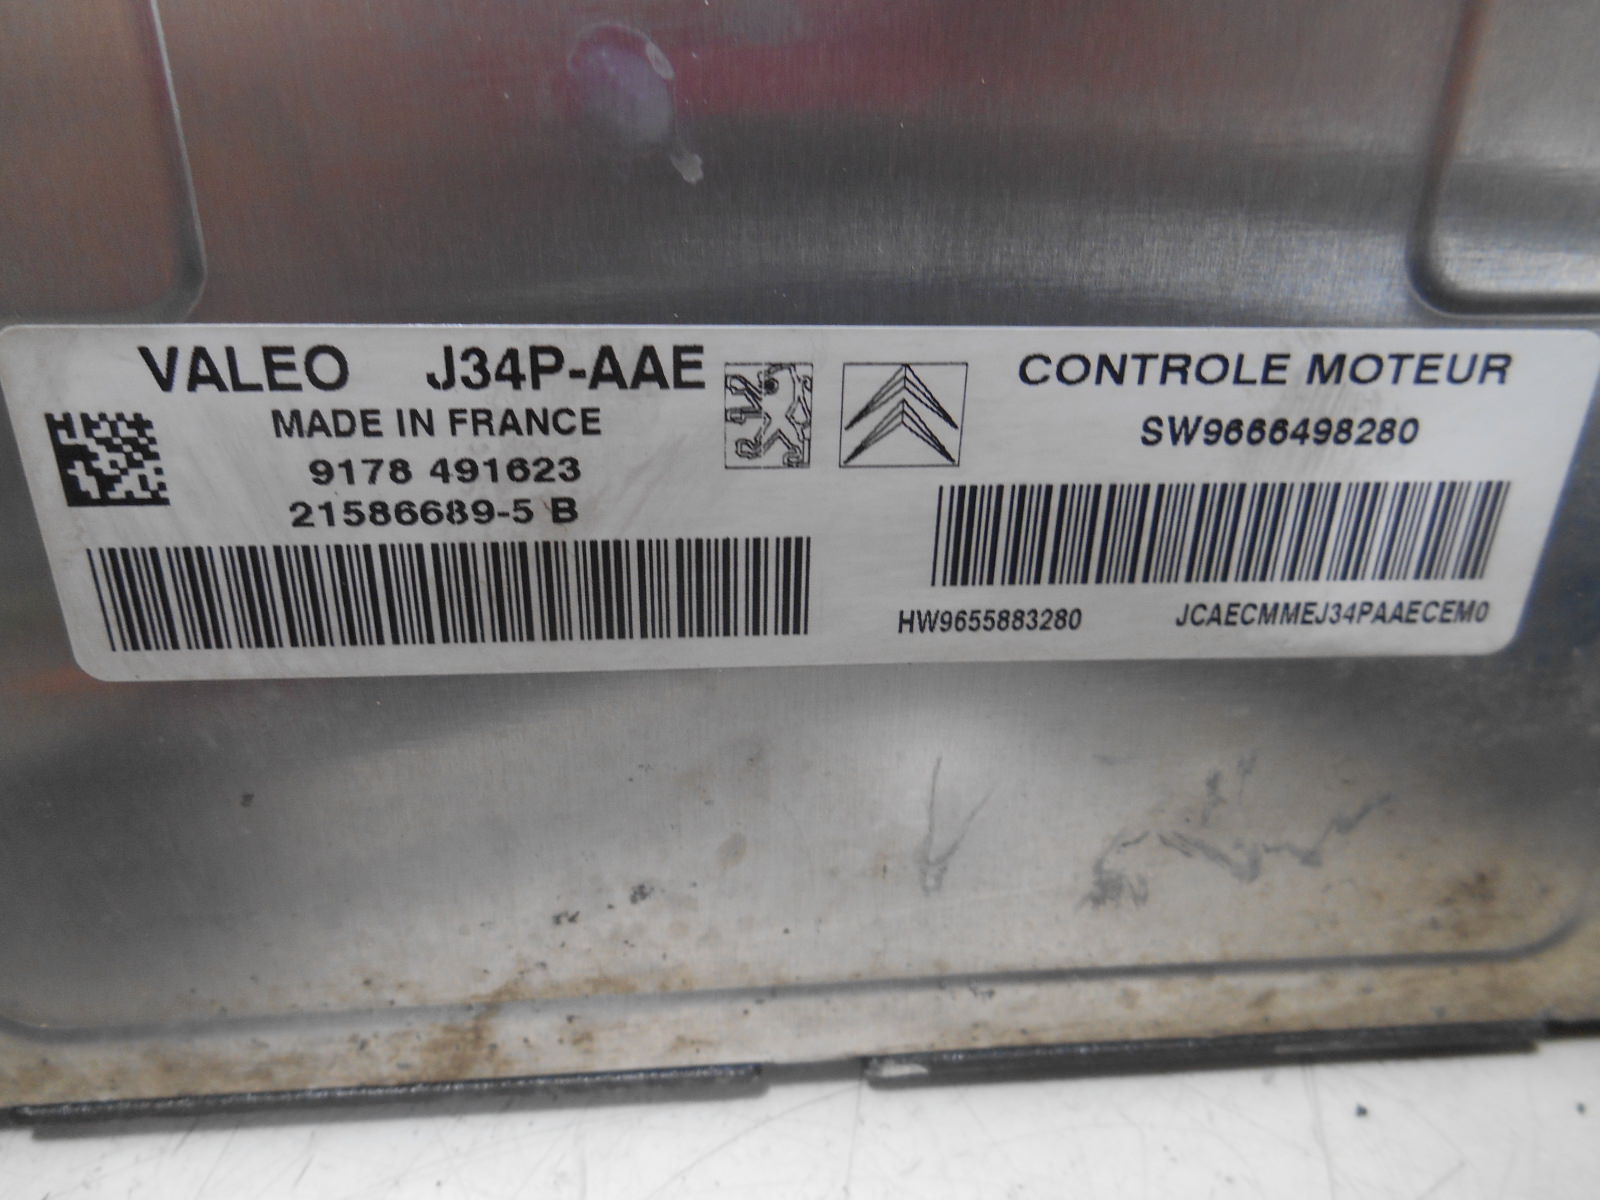 VALEO J34P-AAE
MADE IN FRANCE
9178 491623
21586689-5 B
CONTROLE MOTEUR
SW9666498280
HW9655883280 JCAECMMEJ34PAAECEM0